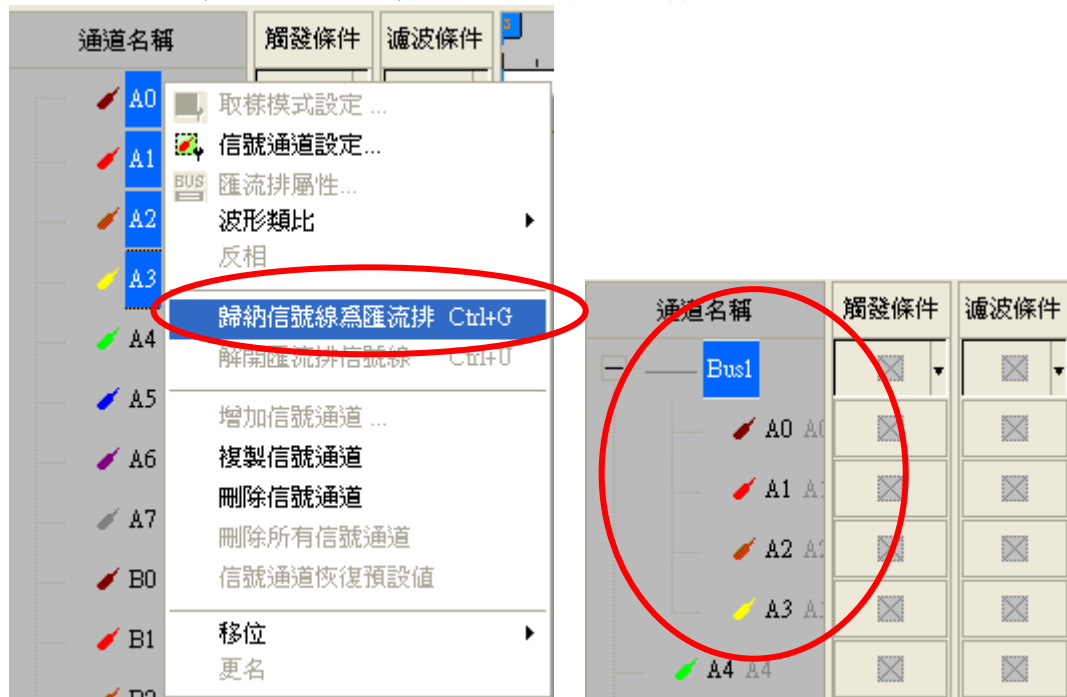 通道名稱 觸發條件 濾波條件
A0
A1
A2
A3
A4
A5
A6
A7
B0
B1
取樣模式設定 ...
信號通道設定...
BUS 匯流排屬性...
波形類比
反相
歸納信號線為匯流排 Ctrl+G
解開匯流排信號線 Ctrl+U
增加信號通道 ...
複製信號通道
刪除信號通道
刪除所有信號通道
信號通道恢復預設值
移位
更名
通道名稱 觸發條件 濾波條件
Bus1
A0
A1
A2
A3
A4 A4